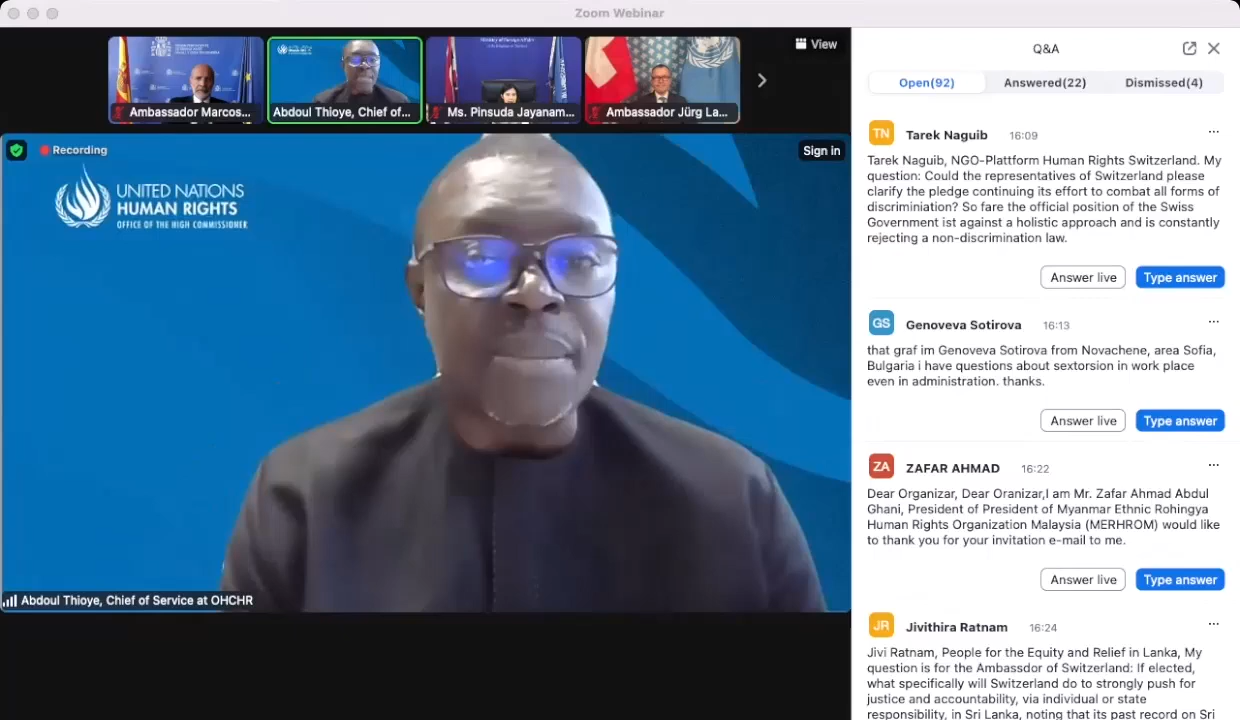 Zoom Webinar
View
Ambassador Marcos...
Abdoul Thioye, Chief of...
Ms. Pinsuda Jayanam...
Ambassador Jürg La...
Recording
Sign in
UNITED NATIONS
HUMAN RIGHTS
OFFICE OF THE HIGH COMMISSIONER
Abdoul Thioye, Chief of Service at OHCHR
Q&A
Open(92)
Answered(22)
Dismissed(4)
TN
Tarek Naguib 16:09
Tarek Naguib, NGO-Plattform Human Rights Switzerland. My
question: Could the representatives of Switzerland please
clarify the pledge continuing its effort to combat all forms of
discriminiation? So fare the official position of the Swiss
Government ist against a holistic approach and is constantly
rejecting a non-discrimination law.
Answer live
Type answer
GS
Genoveva Sotirova 16:13
that graf im Genoveva Sotirova from Novachene, area Sofia,
Bulgaria i have questions about sextorsion in work place
even in administration. thanks.
Answer live
Type answer
ZA
ZAFAR AHMAD 16:22
Dear Organizar, Dear Oranizar,I am Mr. Zafar Ahmad Abdul
Ghani, President of President of Myanmar Ethnic Rohingya
Human Rights Organization Malaysia (MERHROM) would like
to thank you for your invitation e-mail to me.
Answer live
Type answer
JR
Jivithira Ratnam 16:24
Jivi Ratnam, People for the Equity and Relief in Lanka, My
question is for the Ambassdor of Switzerland: If elected,
what specifically will Switzerland do to strongly push for
justice and accountability, via individual or state
responsibility, in Sri Lanka, noting that its past record on Sri